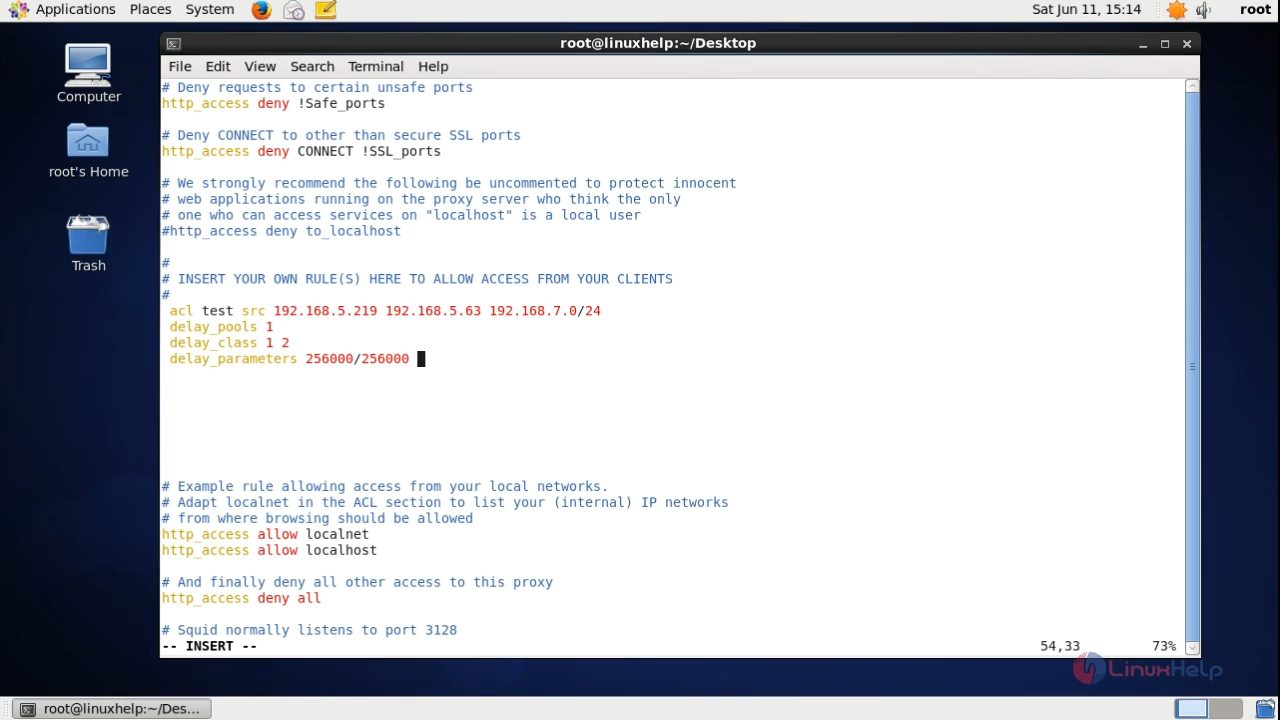 Applications Places System Sat Jun 11, 15:14 root
root@linuxhelp:~/Desktop
File Edit View Search Terminal Help
Computer
root's Home
Trash
# Deny requests to certain unsafe ports
http_access deny !Safe_ports
# Deny CONNECT to other than secure SSL ports
http_access deny CONNECT !SSL_ports
# We strongly recommend the following be uncommented to protect innocent
# web applications running on the proxy server who think the only
# one who can access services on "localhost" is a local user
#http_access deny to_localhost
#
# INSERT YOUR OWN RULE(S) HERE TO ALLOW ACCESS FROM YOUR CLIENTS
#
acl test src 192.168.5.219 192.168.5.63 192.168.7.0/24
delay_pools 1
delay_class 1 2
delay_parameters 256000/256000
# Example rule allowing access from your local networks.
# Adapt localnet in the ACL section to list your (internal) IP networks
# from where browsing should be allowed
http_access allow localnet
http_access allow localhost
# And finally deny all other access to this proxy
http_access deny all
# Squid normally listens to port 3128
-- INSERT -- 54,33 73%
LinuxHelp
root@linuxhelp:~/Des...